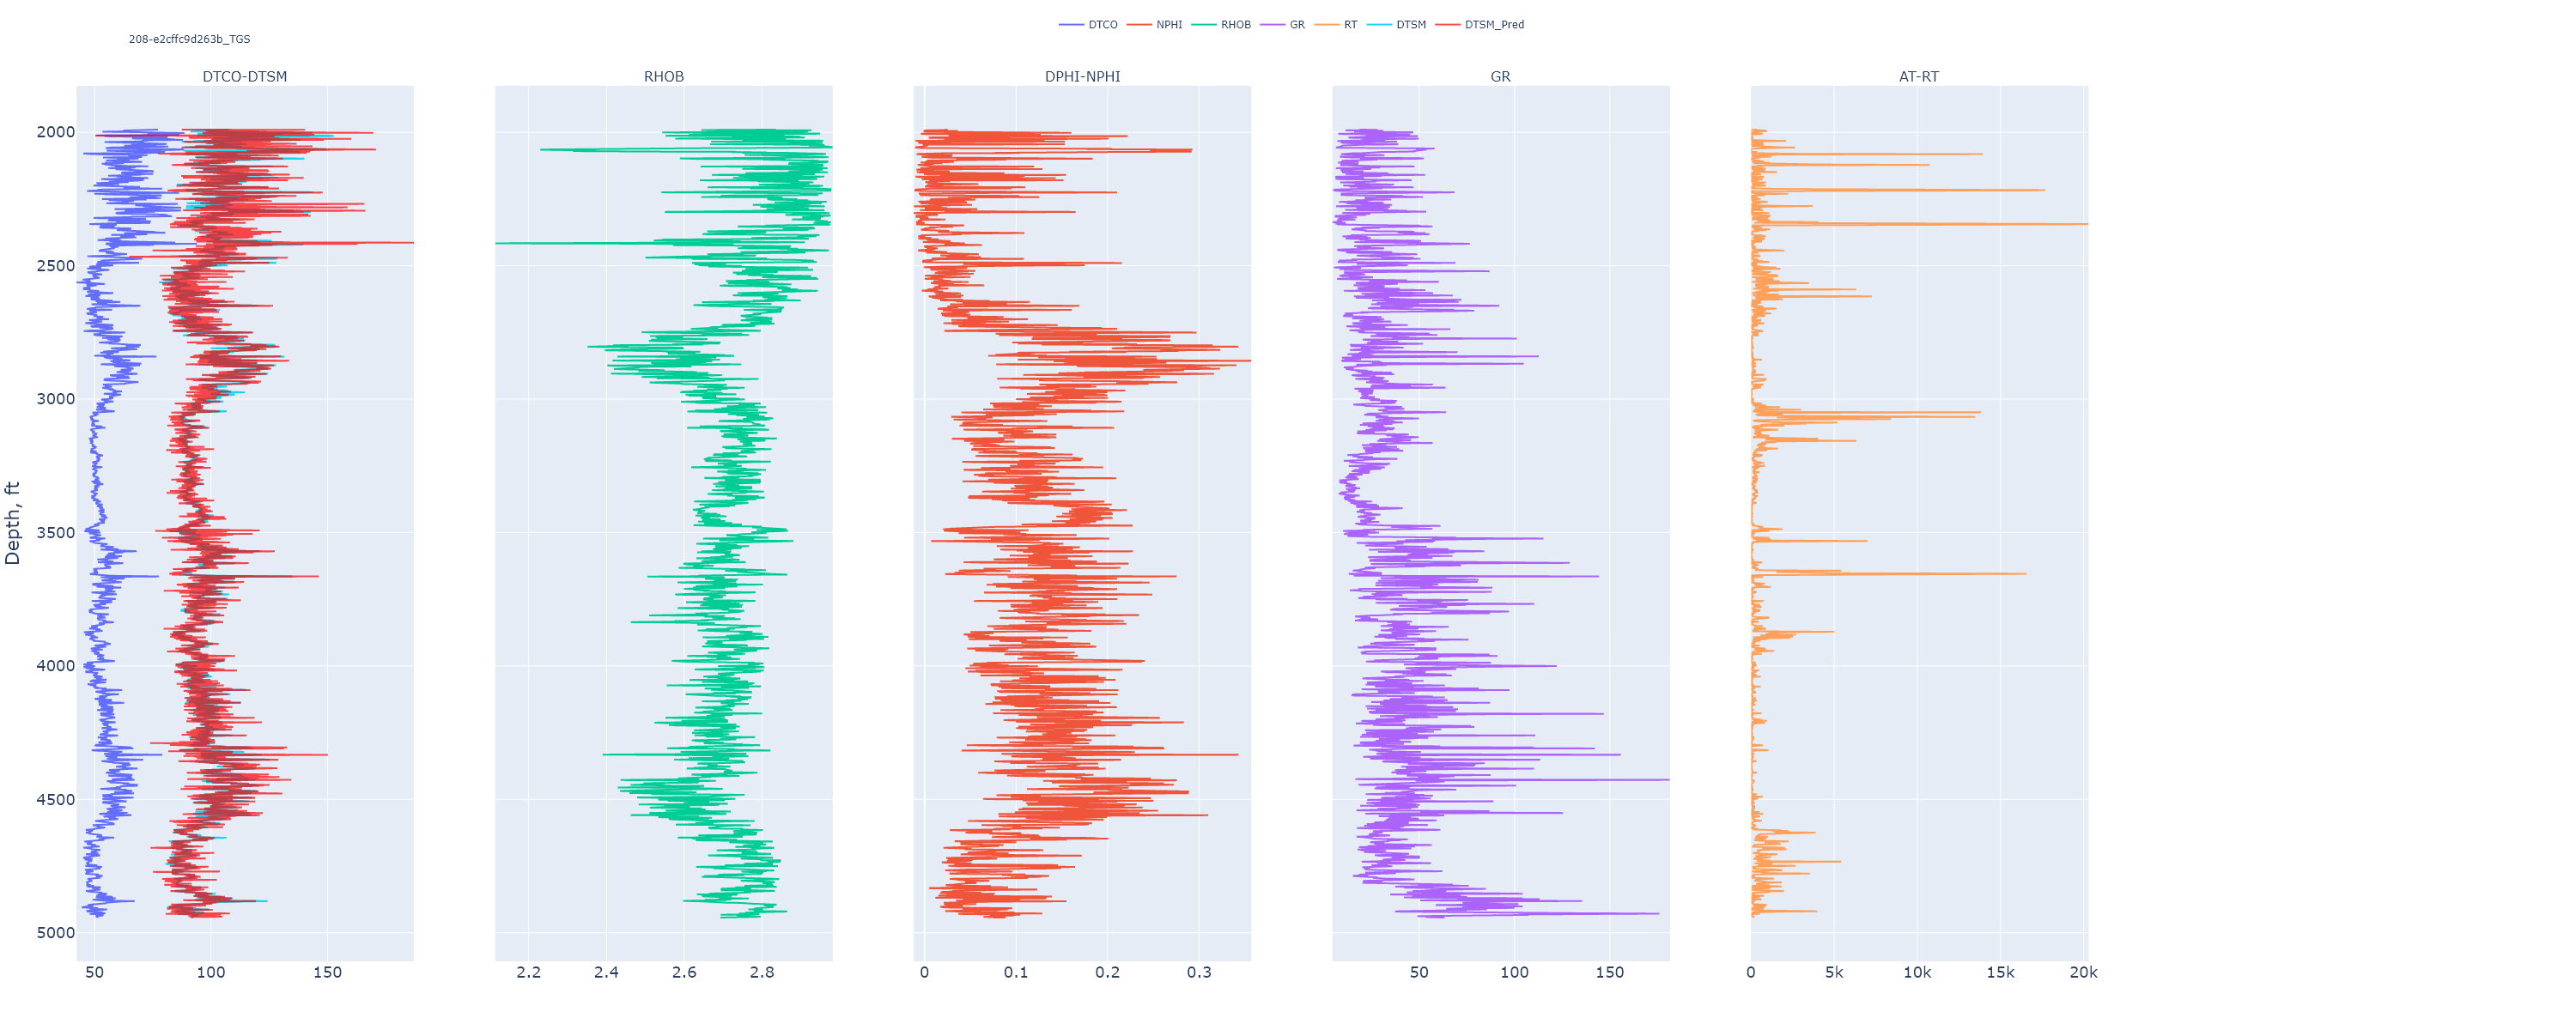 DTCO NPHI RHOB GR RT DTSM DTSM_Pred
208-e2cffc9d263b_TGS
DTCO-DTSM RHOB DPHI-NPHI GR AT-RT
Depth, ft
2000
2500
3000
3500
4000
4500
5000
50 100 150 2.2 2.4 2.6 2.8 0 0.1 0.2 0.3 50 100 150 0 5k 10k 15k 20k